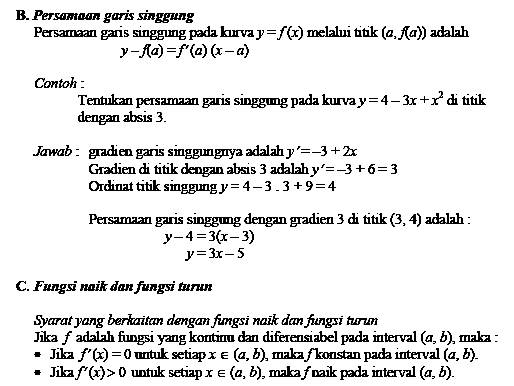 B. Persamaan garis singgung
Persamaan garis singgung pada kurva y = f (x) melalui titik (a, f(a)) adalah
y – f(a) = f′(a) (x – a)
Contoh :
Tentukan persamaan garis singgung pada kurva y = 4 – 3x + x² di titik
dengan absis 3.
Jawab : gradien garis singgungnya adalah y′= –3 + 2x
Gradien di titik dengan absis 3 adalah y′= –3 + 6 = 3
Ordinat titik singgung y = 4 – 3 . 3 + 9 = 4
Persamaan garis singgung dengan gradien 3 di titik (3, 4) adalah :
y – 4 = 3(x – 3)
y = 3x – 5
C. Fungsi naik dan fungsi turun
Syarat yang berkaitan dengan fungsi naik dan fungsi turun
Jika f adalah fungsi yang kontinu dan diferensiabel pada interval (a, b), maka :
• Jika f′(x) = 0 untuk setiap x ∈ (a, b), maka f konstan pada interval (a, b).
• Jika f′(x) > 0 untuk setiap x ∈ (a, b), maka f naik pada interval (a, b).